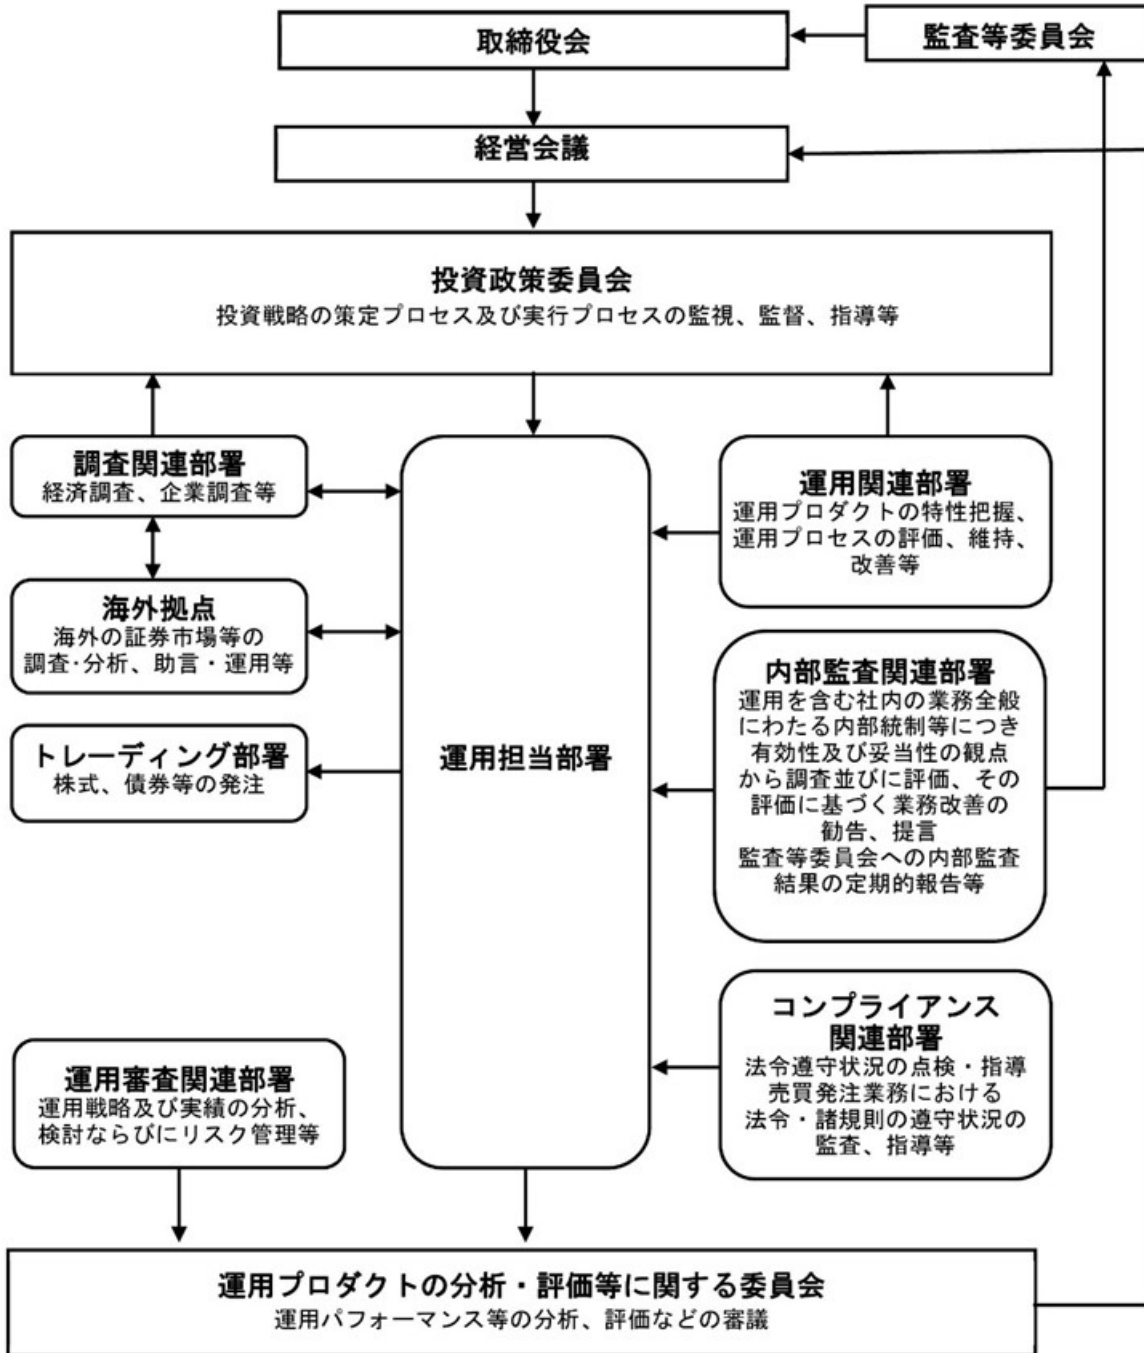 取締役会
監査等委員会
経営会議
投資政策委員会
投資戦略の策定プロセス及び実行プロセスの監視、監督、指導等
調査関連部署
経済調査、企業調査等
海外拠点
海外の証券市場等の
調査・分析、助言・運用等
トレーディング部署
株式、債券等の発注
運用担当部署
運用関連部署
運用プロダクトの特性把握、
運用プロセスの評価、維持、
改善等
内部監査関連部署
運用を含む社内の業務全般
にわたる内部統制等につき
有効性及び妥当性の観点
から調査並びに評価、その
評価に基づく業務改善の
勧告、提言
監査等委員会への内部監査
結果の定期的報告等
コンプライアンス
関連部署
法令遵守状況の点検・指導
売買発注業務における
法令・諸規則の遵守状況の
監査、指導等
運用審査関連部署
運用戦略及び実績の分析、
検討ならびにリスク管理等
運用プロダクトの分析・評価等に関する委員会
運用パフォーマンス等の分析、評価などの審議